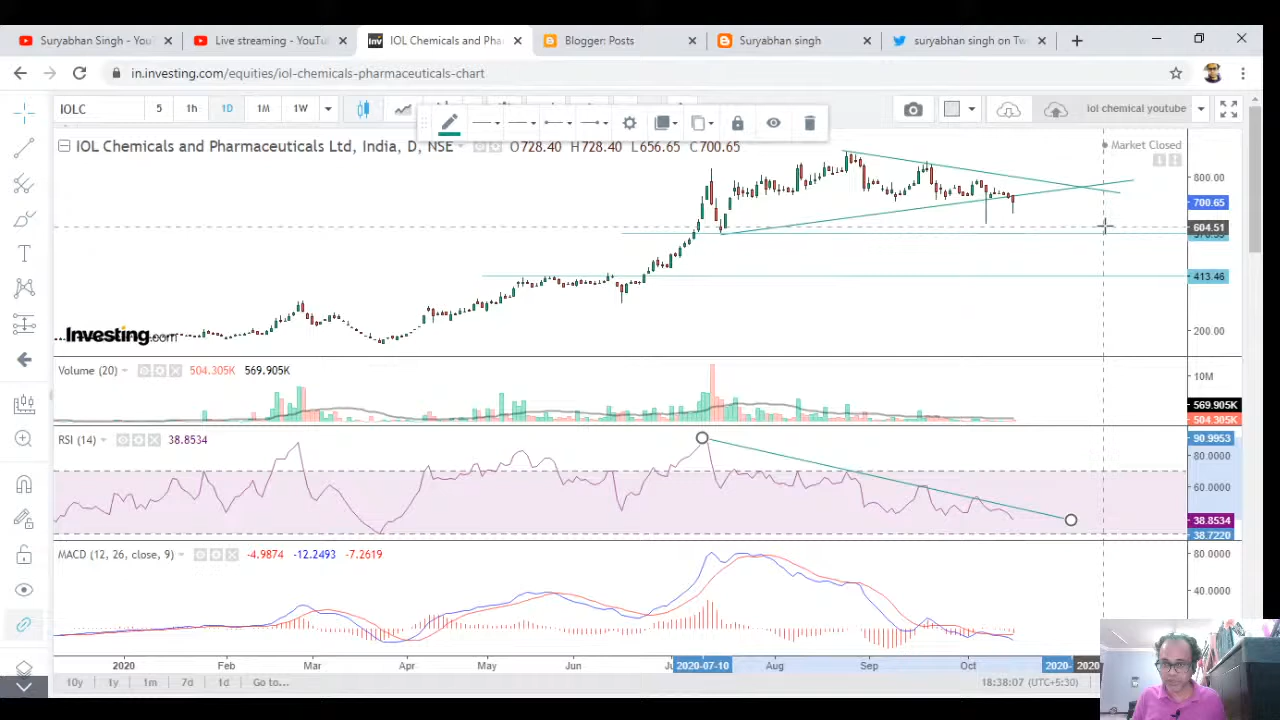 Suryabhan Singh - YouT
Live streaming - YouTu
IOL Chemicals and Pha
Blogger: Posts
Suryabhan singh
suryabhan singh on Tw
in.investing.com/equities/iol-chemicals-pharmaceuticals-chart
IOLC
5
1h
1D
1M
1W
iol chemical youtube
IOL Chemicals and Pharmaceuticals Ltd, India, D, NSE
O728.40 H728.40 L656.65 C700.65
Market Closed
800.00
700.65
604.51
413.46
200.00
Investing.com
Volume (20)
504.305K
569.905K
10M
569.905K
504.305K
RSI (14)
38.8534
90.9953
80.0000
60.0000
38.8534
38.7220
MACD (12, 26, close, 9)
-4.9874
-12.2493
-7.2619
80.0000
40.0000
2020
Feb
Mar
Apr
May
Jun
2020-07-10
Aug
Sep
Oct
2020-
2020
10y
1y
1m
7d
1d
Go to...
18:38:07 (UTC+5:30)